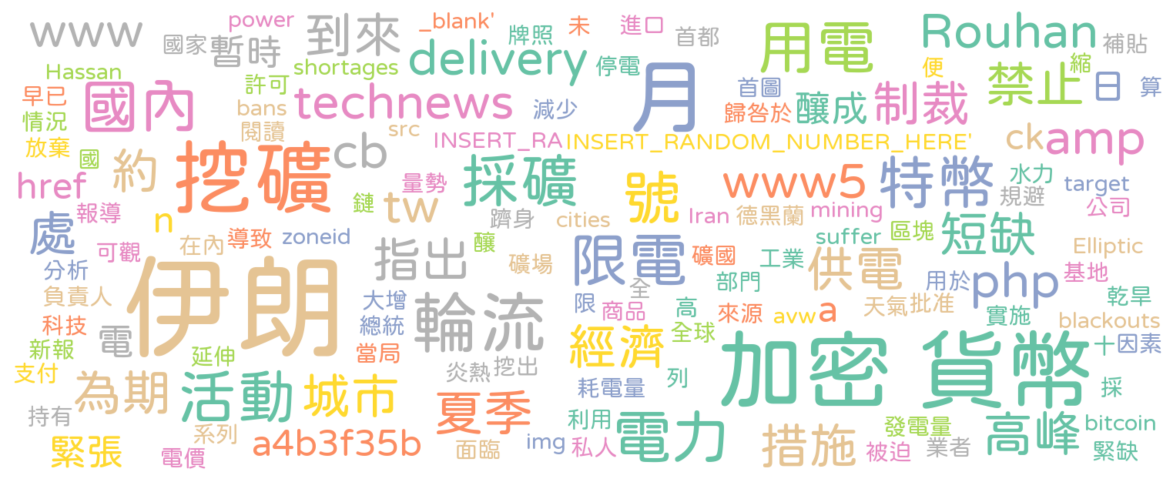 www 國家 暫時 power 到來 _blank' 牌照 未 進口 首都 用電 Rouhan 補貼
Hassan 許可 shortages delivery 停電 月 首圖 便 禁止 縮 日 算
早已 國內 bans technews 減少 歸咎於 釀成 制裁
情況 閱讀 src INSERT_RA INSERT_RANDOM_NUMBER_HERE' ck amp
放棄 國 約 挖礦 cb 採礦 號 www5 特幣 水力 target
href 報導 鏈 量勢 tw 躋身 cities Iran 德黑蘭 mining 規避 公司
處 可觀 n 在內 導致 zoneid 指出 釀 礦場 限電 礦國 suffer 區塊 短缺 Elliptic
分析 伊朗 工業 供電 部門 用於 php 基地
負責人 大增 輪流 限 商品 全 高 來源 avw a 天氣 批准 實施 乾旱
科技 電 總統 經濟 全球 blackouts
新報 延伸 當局 加密 貨幣 十 因素
支付 為期 活動 城市 炎熱 挖出 耗電量 列 採
持有 系列 夏季 利用 電力 發電量 高峰 bitcoin
緊張 電價 a4b3f35b 面臨 img 私人 措施 被迫 業者 緊缺